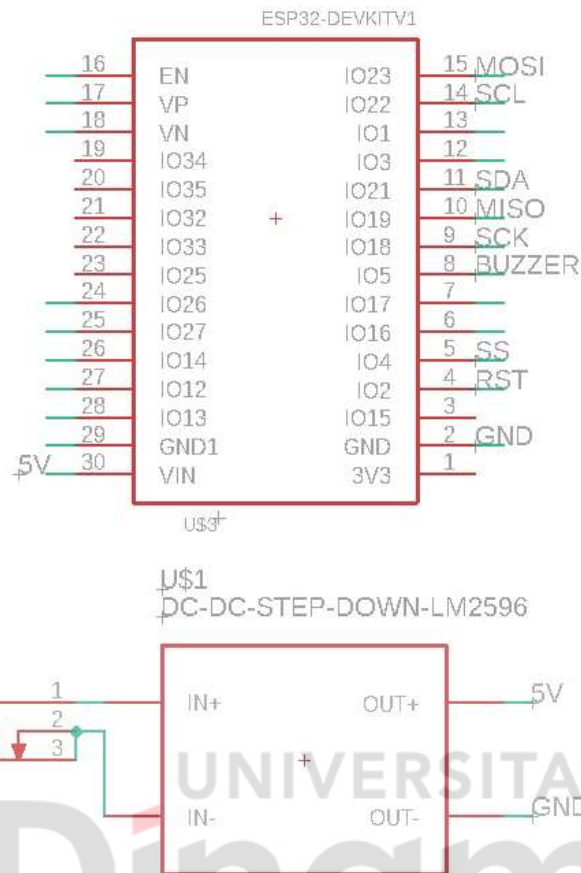 ESP32-DEVKITV1
16 EN IO23 15 MOSI
17 VP IO22 14 SCL
18 VN IO1 13
19 IO34 IO3 12
20 IO35 IO21 11 SDA
21 IO32 IO19 10 MISO
22 IO33 IO18 9 SCK
23 IO25 IO5 8 BUZZER
24 IO26 IO17 7
25 IO27 IO16 6
26 IO14 IO4 5 SS
27 IO12 IO2 4 RST
28 IO13 IO15 3
29 GND1 GND 2 GND
5V 30 VIN 3V3 1
U$3
U$1
DC-DC-STEP-DOWN-LM2596
1 IN+ OUT+ 5V
2
3
UNIVERSITA
IN- OUT- GND
Dinam